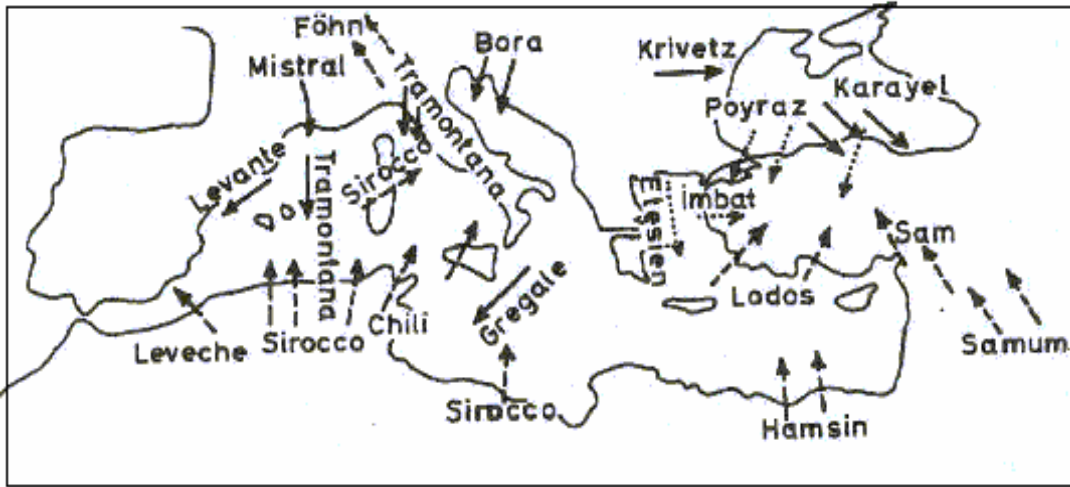 Föhn
Mistral
Tramontana
Bora
Krivetz
Karayel
Poyraz
Levante
Tramontana
Sirocco
Etesien
imbat
Sam
Lodos
Gregale
Chili
Leveche
Sirocco
Samum
Sirocco
Hamsin